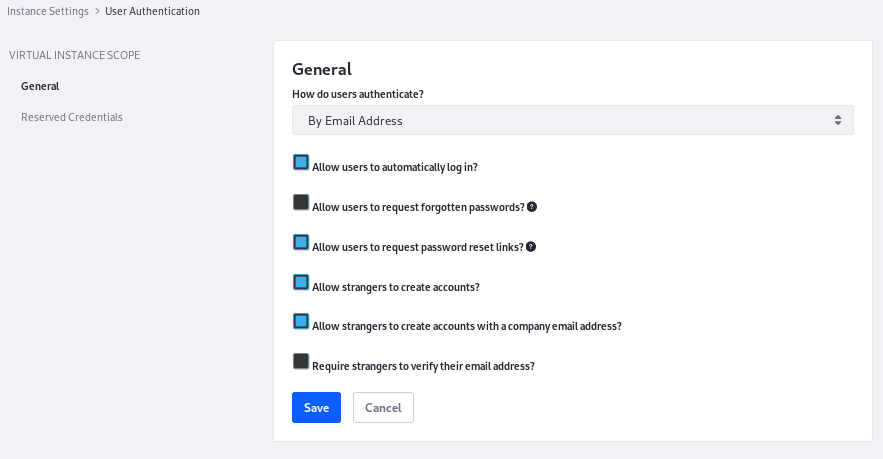 Instance Settings > User Authentication
VIRTUAL INSTANCE SCOPE
General
Reserved Credentials
General
How do users authenticate?
By Email Address
Allow users to automatically log in?
Allow users to request forgotten passwords? ?
Allow users to request password reset links? ?
Allow strangers to create accounts?
Allow strangers to create accounts with a company email address?
Require strangers to verify their email address?
Save Cancel